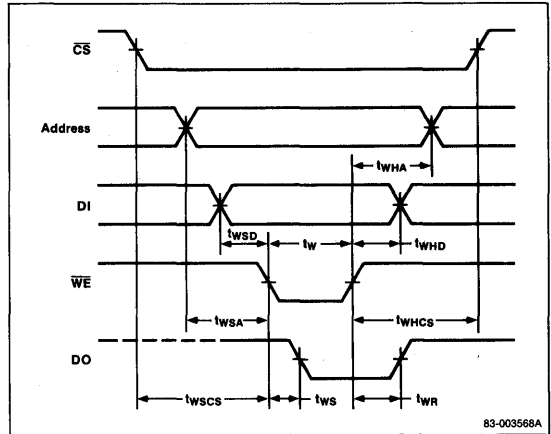 CS
Address
tWHA
DI
tWSD
tW
tWHD
WE
tWSA
tWHCS
DO
tWSCS
tWS
tWR
83-003568A